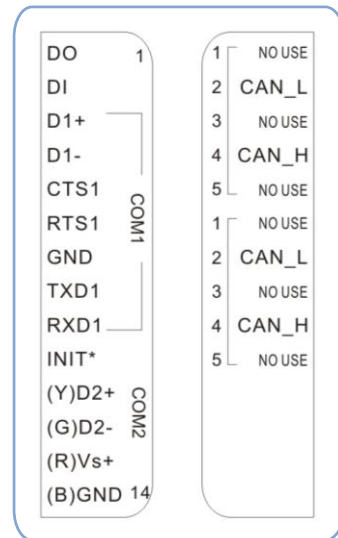 DO 1
DI
D1+
D1-
CTS1
RTS1
GND
TXD1
RXD1
COM1
INIT*
(Y)D2+
(G)D2-
(R)Vs+
(B)GND 14
COM2
1 NO USE
2 CAN_L
3 NO USE
4 CAN_H
5 NO USE
1 NO USE
2 CAN_L
3 NO USE
4 CAN_H
5 NO USE